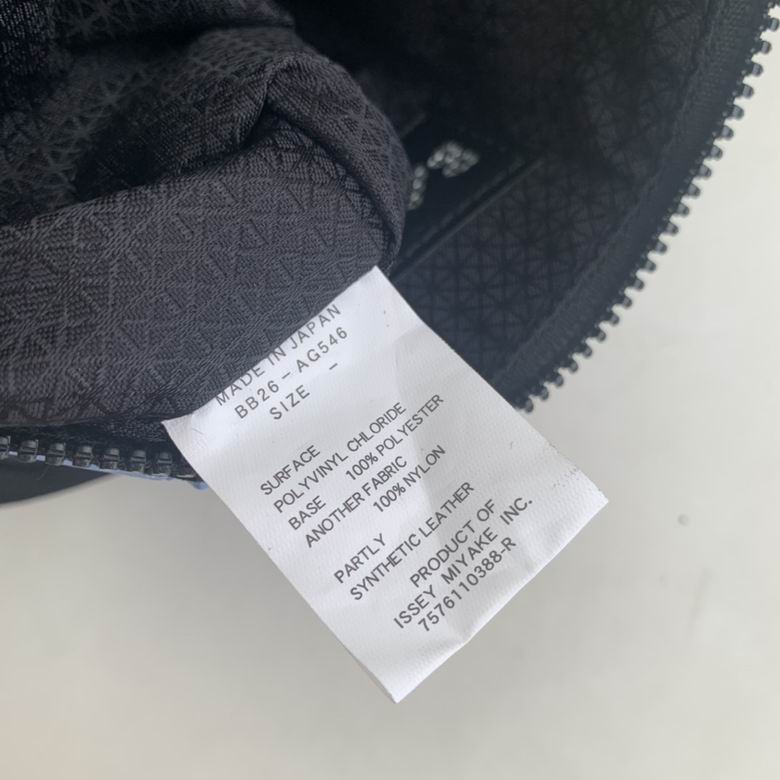 MADE IN JAPAN
BB26-AG546
SIZE -
SURFACE
POLYVINYL CHLORIDE
BASE 100% POLYESTER
ANOTHER FABRIC
100% NYLON
PARTLY
SYNTHETIC LEATHER
PRODUCT OF
ISSEY MIYAKE INC.
7576110388-R